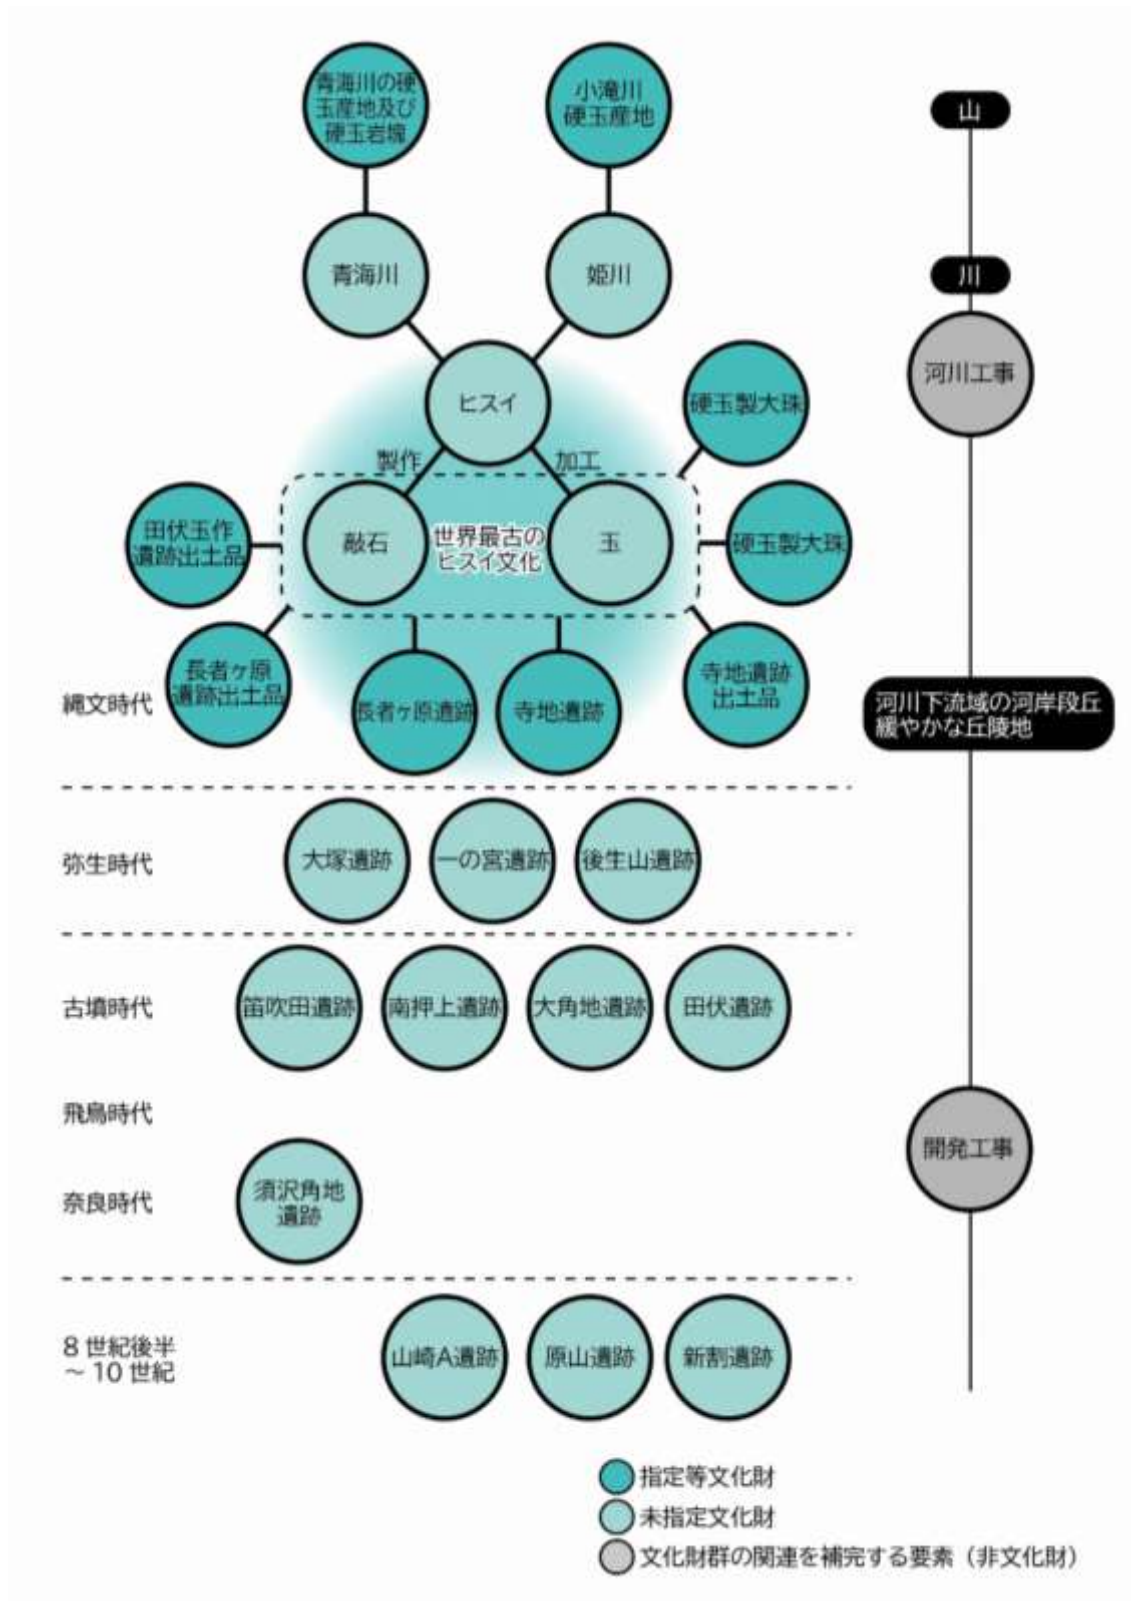 青海川の硬
玉産地及び
硬玉岩塊
小滝川
硬玉産地
山
青海川
姫川
川
ヒスイ
河川工事
硬玉製大珠
製作
加工
田伏玉作
遺跡出土品
敲石
世界最古の
ヒスイ文化
玉
硬玉製大珠
長者ヶ原
遺跡出土品
長者ヶ原遺跡
寺地遺跡
寺地遺跡
出土品
縄文時代
河川下流域の河岸段丘
緩やかな丘陵地
弥生時代
大塚遺跡
一の宮遺跡
後生山遺跡
古墳時代
笛吹田遺跡
南押上遺跡
大角地遺跡
田伏遺跡
飛鳥時代
開発工事
奈良時代
須沢角地
遺跡
8世紀後半
～10世紀
山崎A遺跡
原山遺跡
新割遺跡
指定等文化財
未指定文化財
文化財群の関連を補完する要素（非文化財）